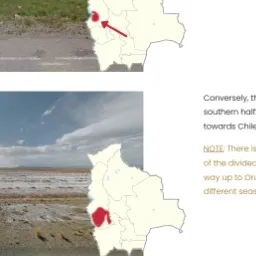 Conversely, th
southern half
towards Chile
NOTE: There is
of the divided
way up to Oru
different seas